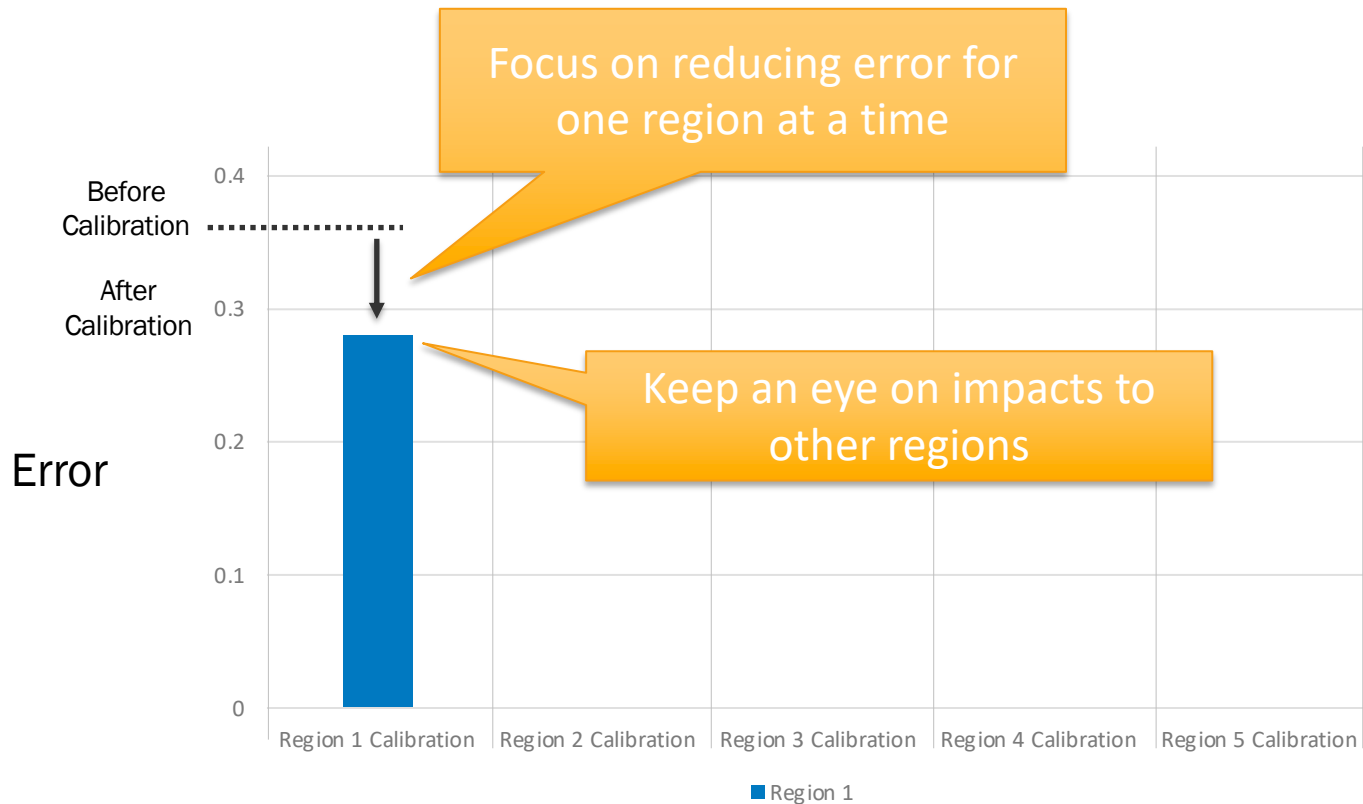 Focus on reducing error for
one region at a time
Before
Calibration
After
Calibration
Keep an eye on impacts to
other regions
Error
0.4
0.3
0.2
0.1
0
Region 1 Calibration
Region 2 Calibration
Region 3 Calibration
Region 4 Calibration
Region 5 Calibration
Region 1